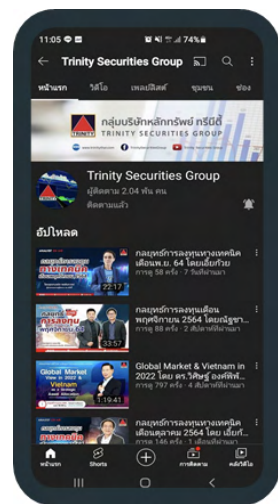 11:05
74%
Trinity Securities Group
หน้าแรก วิดีโอ เพลย์ลิสต์ ชุมชน ช่อง
กลุ่มบริษัทหลักทรัพย์ ทรีนีตี้
TRINITY SECURITIES GROUP
TRINITY
Trinity Securities Group
ผู้ติดตาม 2.04 พัน คน
ติดตามแล้ว
อัปโหลด
กลยุทธ์การลงทุนทางเทคนิค
เดือนพ.ย. 64 โดยเอี้ยก้วย
การดู 58 ครั้ง · 7 วันที่ผ่านมา
22:17
กลยุทธ์การลงทุนเดือน
พฤศจิกายน 2564 โดยณัฐชา...
การดู 88 ครั้ง · 2 สัปดาห์ที่ผ่านมา
33:57
Global Market & Vietnam in
2022 โดย ดร.วิศิษฐ์ องค์พิพั...
การดู 797 ครั้ง · 4 สัปดาห์ที่ผ่านมา
Global Market
View in 2022 &
Vietnam
1:19:41
กลยุทธ์การลงทุนทางเทคนิค
เดือนตุลาคม 2564 โดย เอี้ยก้...
การดู 146 ครั้ง · 1 เดือนที่ผ่านมา
หน้าแรก Shorts การติดตาม คลังวิดีโอ